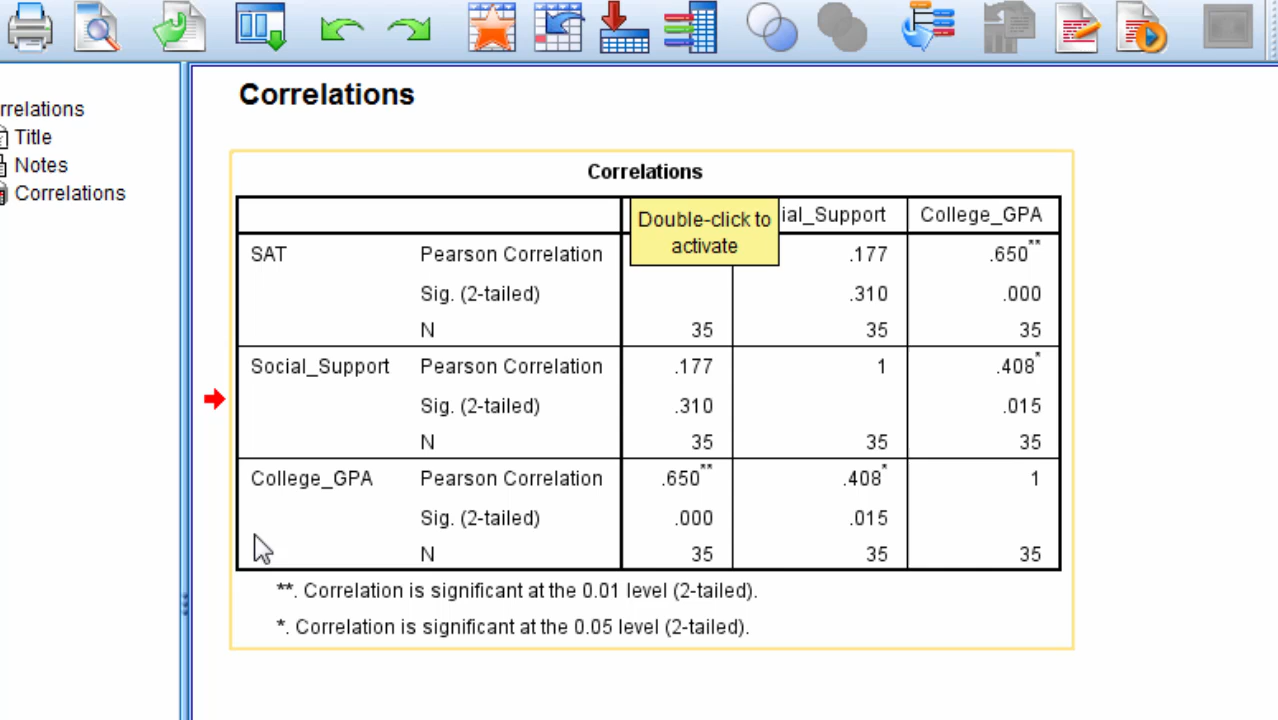 rrelations
Title
Notes
Correlations
Correlations
Correlations
Double-click to
activate
ial_Support College_GPA
SAT Pearson Correlation .177 .650**
Sig. (2-tailed) .310 .000
N 35 35 35
Social_Support Pearson Correlation .177 1 .408*
Sig. (2-tailed) .310 .015
N 35 35 35
College_GPA Pearson Correlation .650** .408* 1
Sig. (2-tailed) .000 .015
N 35 35 35
**. Correlation is significant at the 0.01 level (2-tailed).
*. Correlation is significant at the 0.05 level (2-tailed).